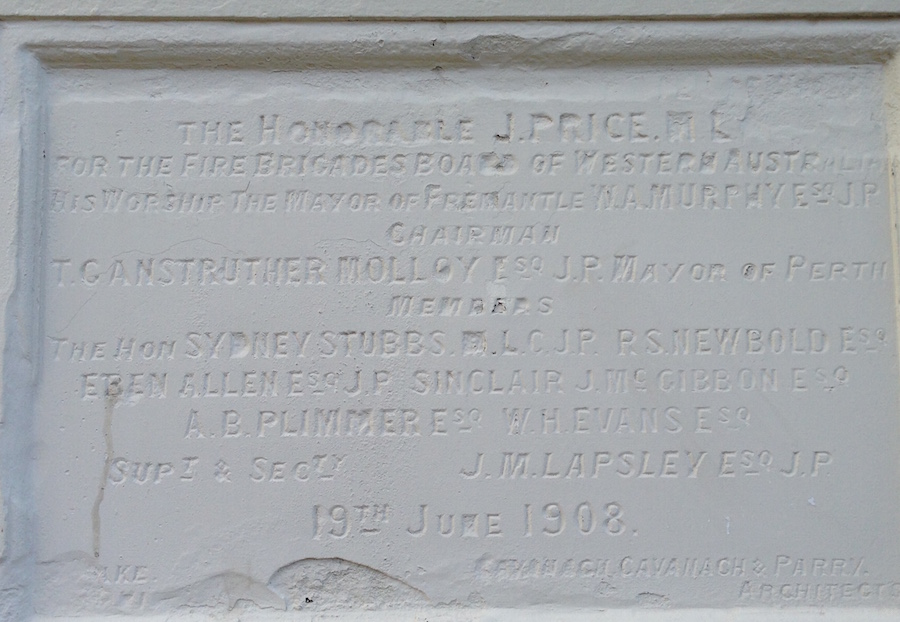 THE HONORABLE J. PRICE. M L
FOR THE FIRE BRIGADES BOARD OF WESTERN AUSTRALIA
HIS WORSHIP THE MAYOR OF FREMANTLE W.A. MURPHY ESQ J.P.
CHAIRMAN
T.G ANSTRUTHER MOLLOY ESQ J.P. MAYOR OF PERTH
MEMBERS
THE HON SYDNEY STUBBS. M.L.C. J.P. R.S. NEWBOLD ESQ
EBEN ALLEN ESQ J.P. SINCLAIR J. MC GIBBON ESQ
A.B. PLIMMER ESQ W.H. EVANS ESQ
SUPT & SECTY J.M. LAPSLEY ESQ J.P.
19TH JUNE 1908.
CAVANAGH, CAVANAGH & PARRY.
ARCHITECTS